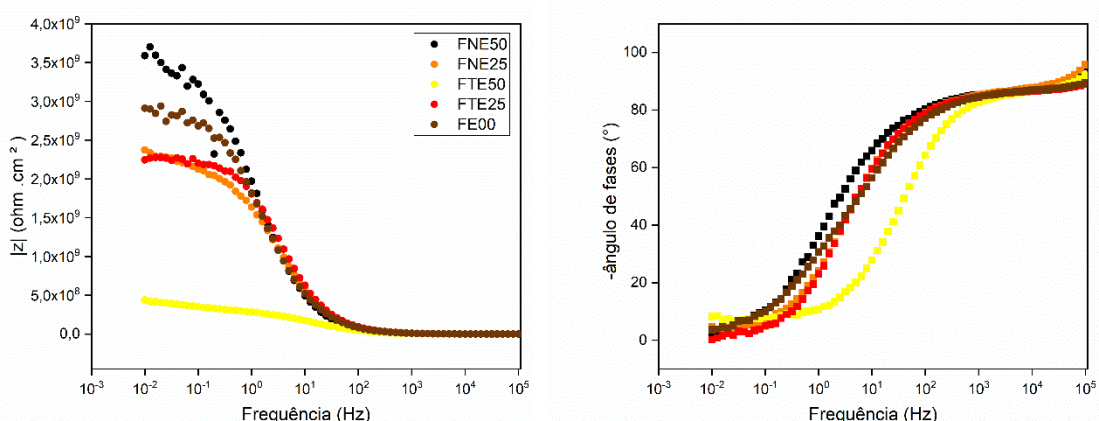 4,0x10⁹
3,5x10⁹
3,0x10⁹
2,5x10⁹
2,0x10⁹
1,5x10⁹
1,0x10⁹
5,0x10⁸
0,0
|z| (ohm .cm ² )
FNE50
FNE25
FTE50
FTE25
FE00
10⁻³ 10⁻² 10⁻¹ 10⁰ 10¹ 10² 10³ 10⁴ 10⁵
Frequência (Hz)
100
80
60
40
20
0
-ângulo de fases (°)
10⁻³ 10⁻² 10⁻¹ 10⁰ 10¹ 10² 10³ 10⁴ 10⁵
Frequência (Hz)